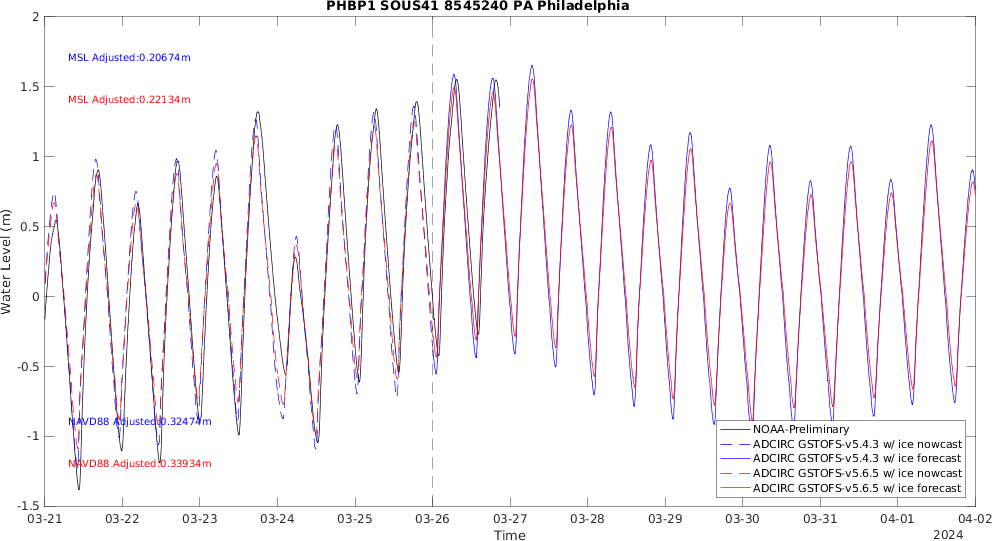 PHBP1 SOUS41 8545240 PA Philadelphia
2
1.5
1
0.5
0
-0.5
-1
-1.5
Water Level (m)
MSL Adjusted:0.20674m
MSL Adjusted:0.22134m
NAVD88 Adjusted:0.32474m
NAVD88 Adjusted:0.33934m
NOAA-Preliminary
ADCIRC GSTOFS-v5.4.3 w/ ice nowcast
ADCIRC GSTOFS-v5.4.3 w/ ice forecast
ADCIRC GSTOFS-v5.6.5 w/ ice nowcast
ADCIRC GSTOFS-v5.6.5 w/ ice forecast
03-21 03-22 03-23 03-24 03-25 03-26 03-27 03-28 03-29 03-30 03-31 04-01 04-02
Time
2024